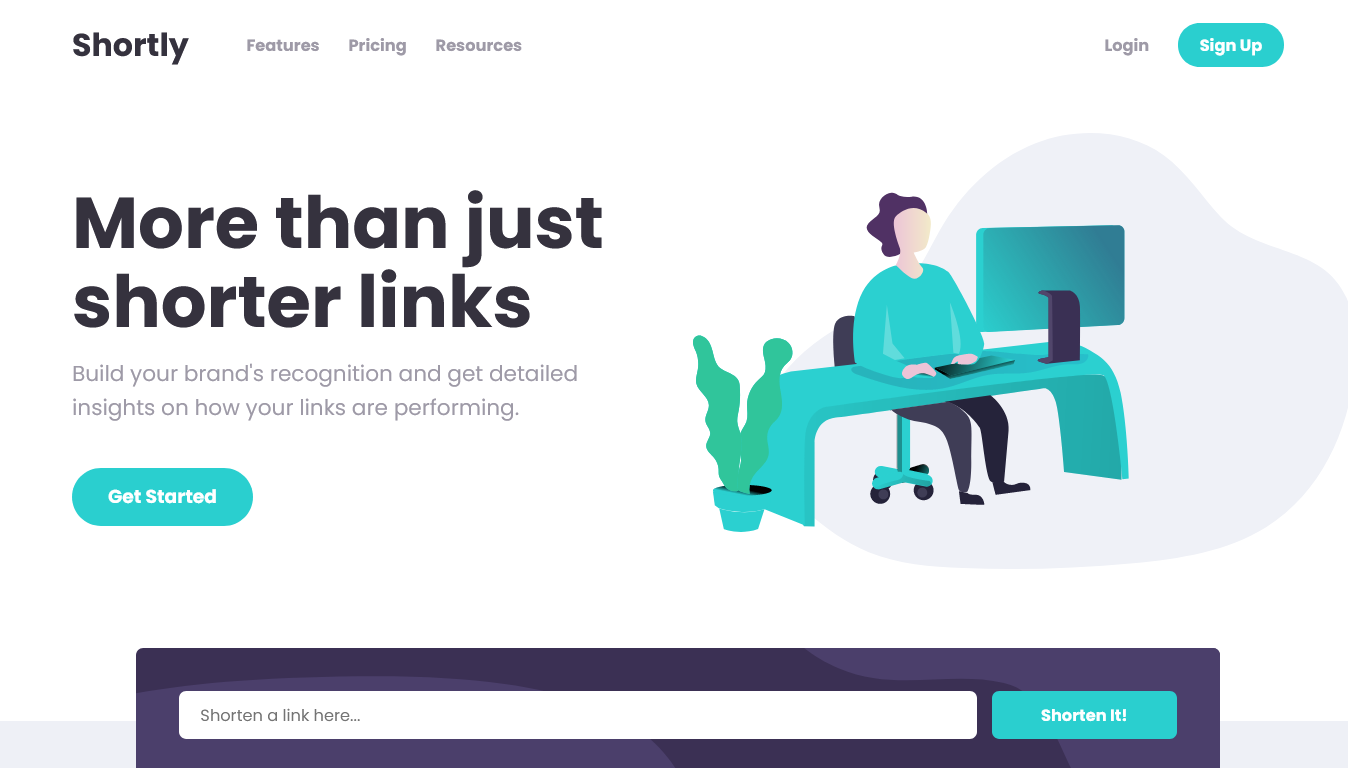 Shortly
Features
Pricing
Resources
Login
Sign Up
More than just
shorter links
Build your brand's recognition and get detailed
insights on how your links are performing.
Get Started
Shorten a link here...
Shorten It!